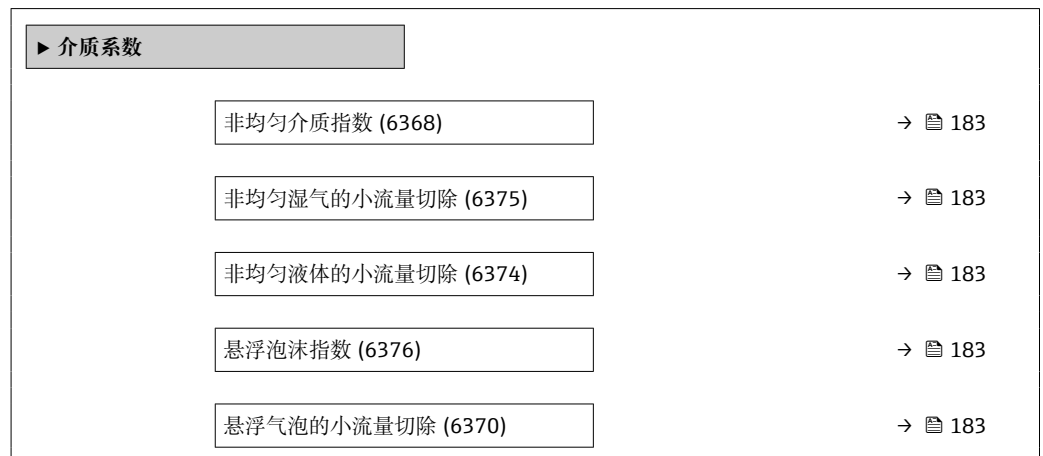 ▶ 介质系数
非均匀介质指数 (6368) → 183
非均匀湿气的小流量切除 (6375) → 183
非均匀液体的小流量切除 (6374) → 183
悬浮泡沫指数 (6376) → 183
悬浮气泡的小流量切除 (6370) → 183